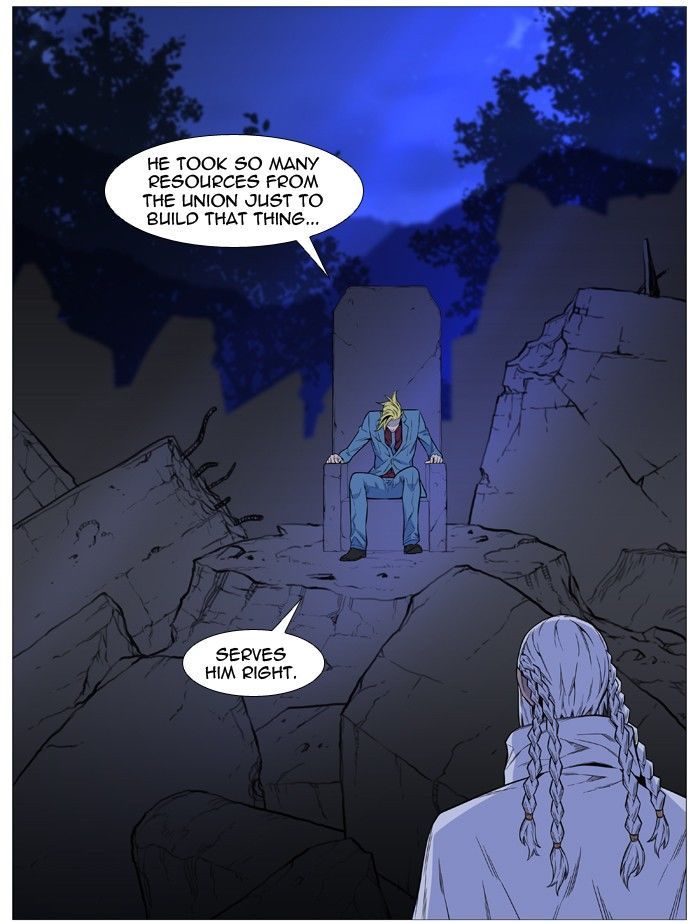 HE TOOK SO MANY
RESOURCES FROM
THE UNION JUST TO
BUILD THAT THING...
SERVES
HIM RIGHT.